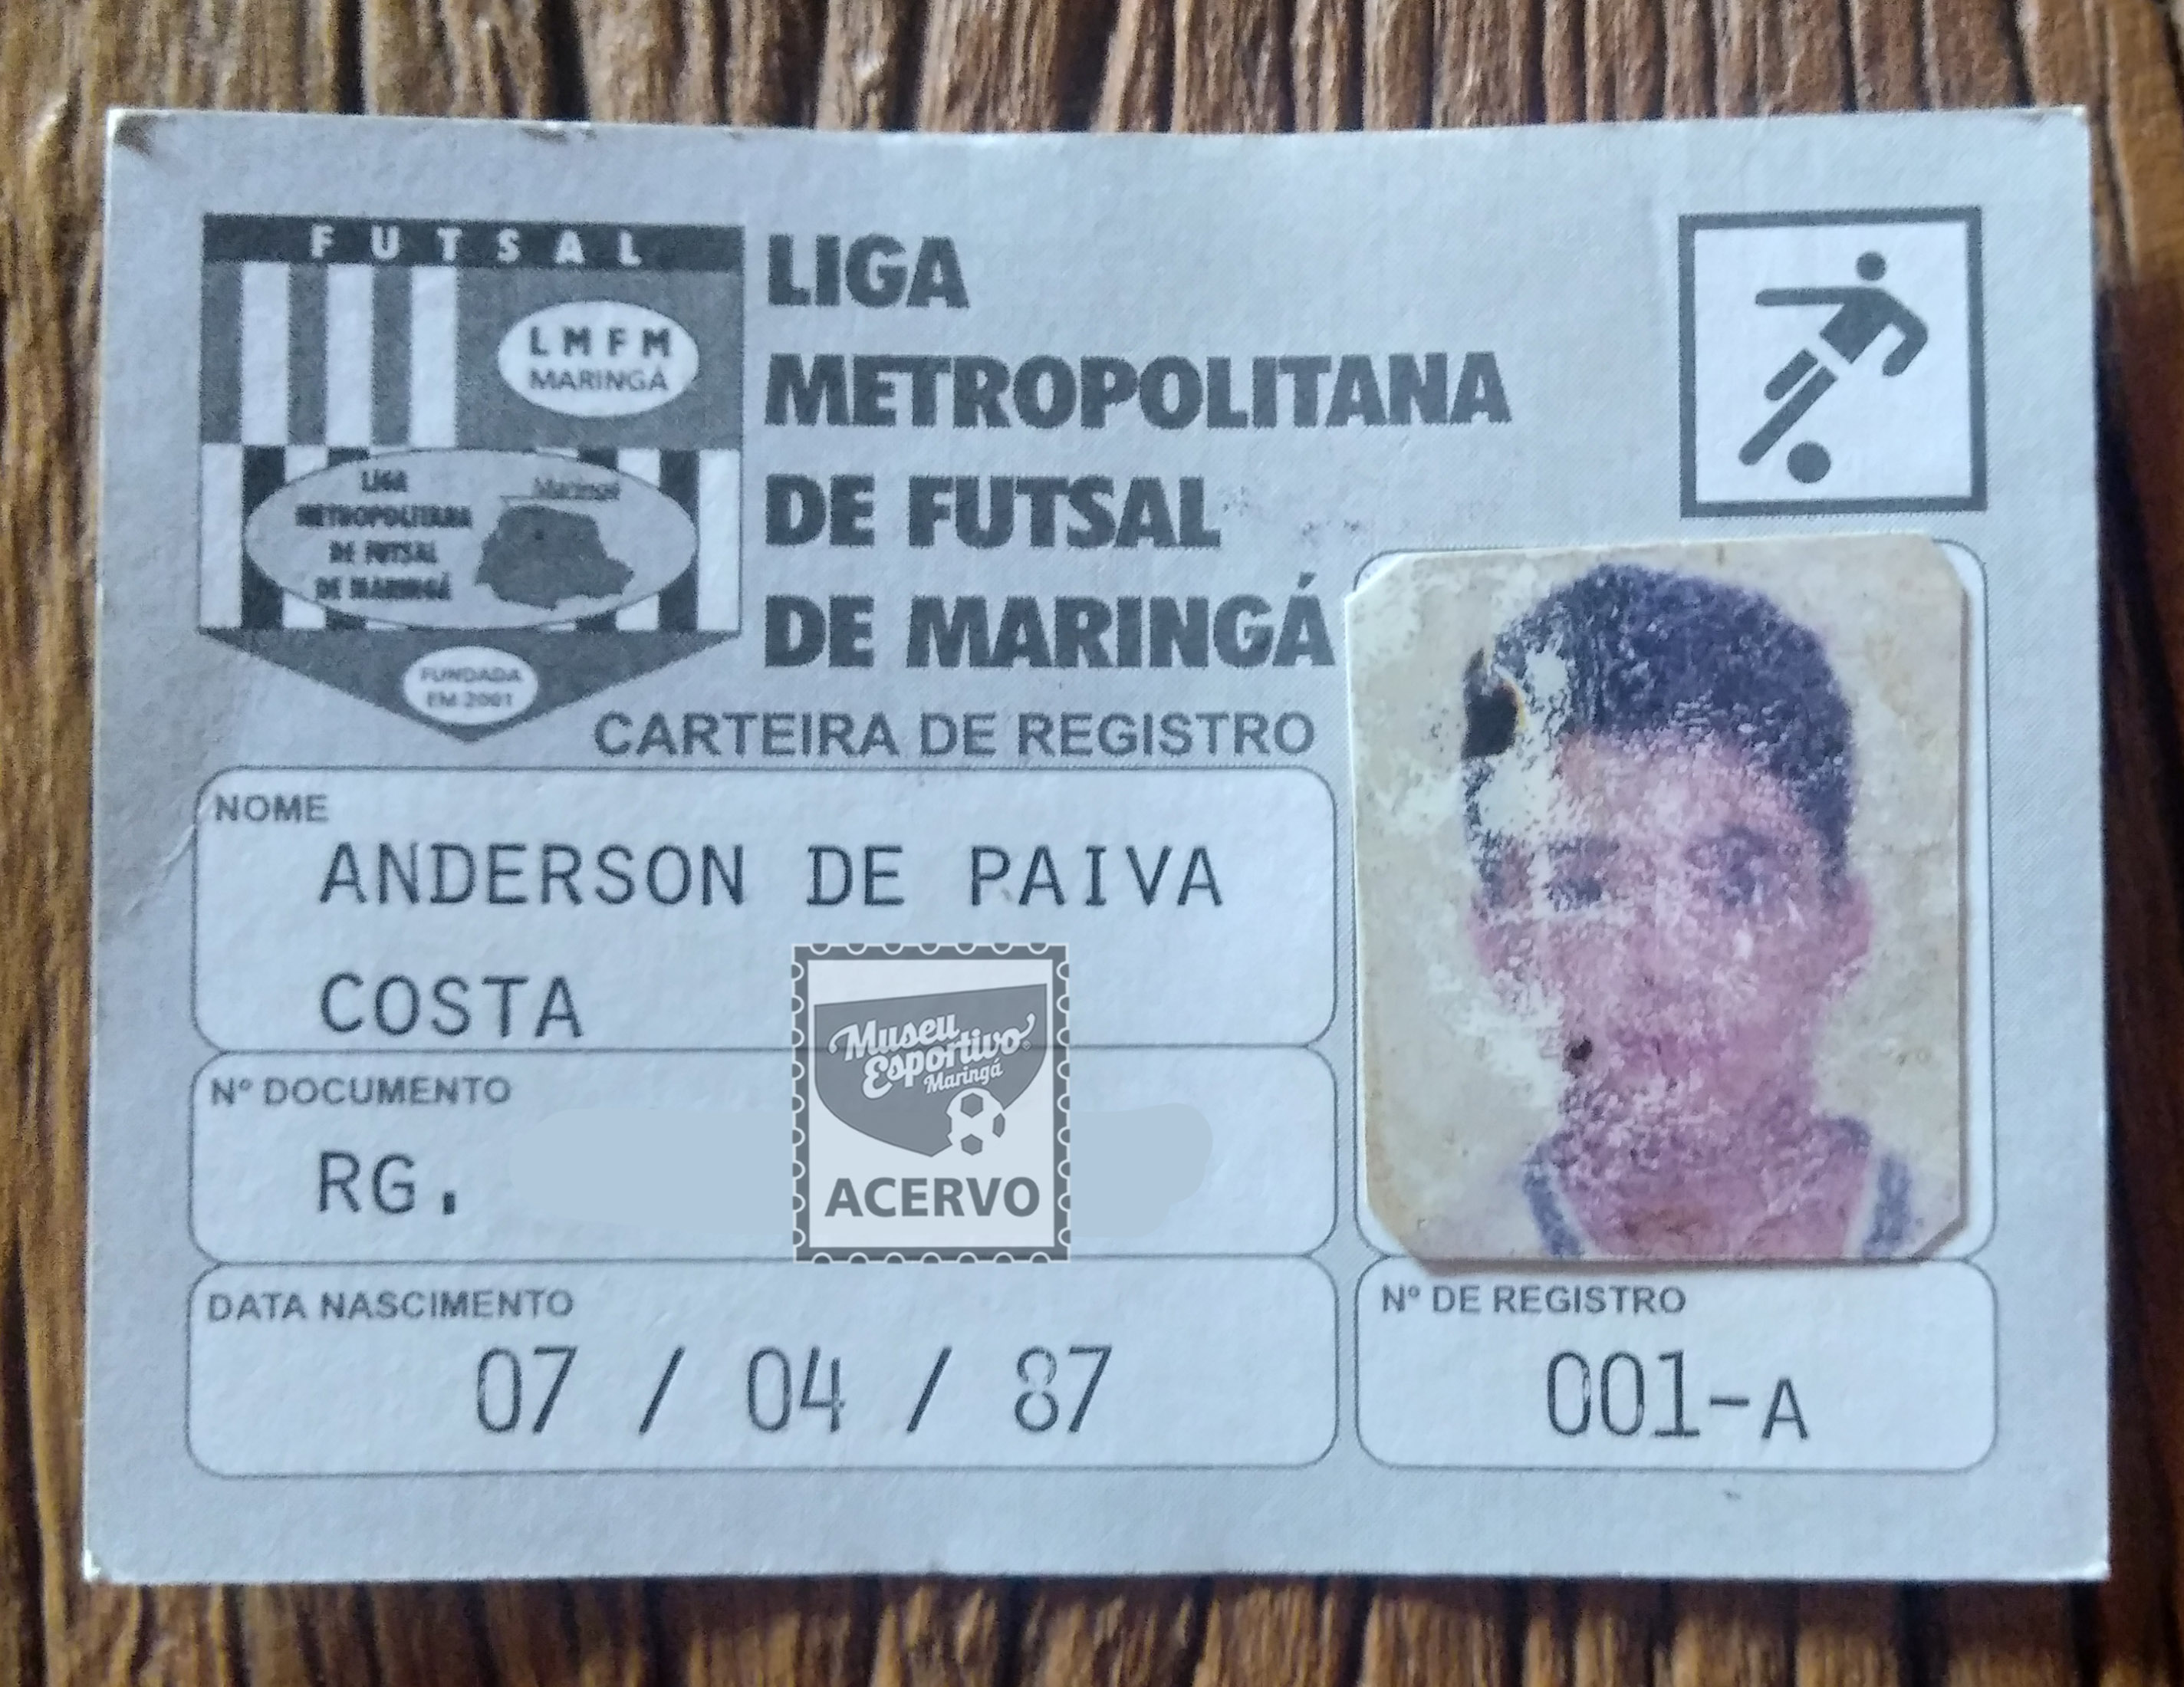 FUTSAL
LMFM
MARINGÁ
LIGA
METROPOLITANA
DE FUTSAL
DE MARINGÁ
Maringá
FUNDADA
EM 2001
LIGA
METROPOLITANA
DE FUTSAL
DE MARINGÁ
CARTEIRA DE REGISTRO
NOME
ANDERSON DE PAIVA
COSTA
Nº DOCUMENTO
RG.
Museu
Esportivo
Maringá
ACERVO
DATA NASCIMENTO
07 / 04 / 87
Nº DE REGISTRO
001-A